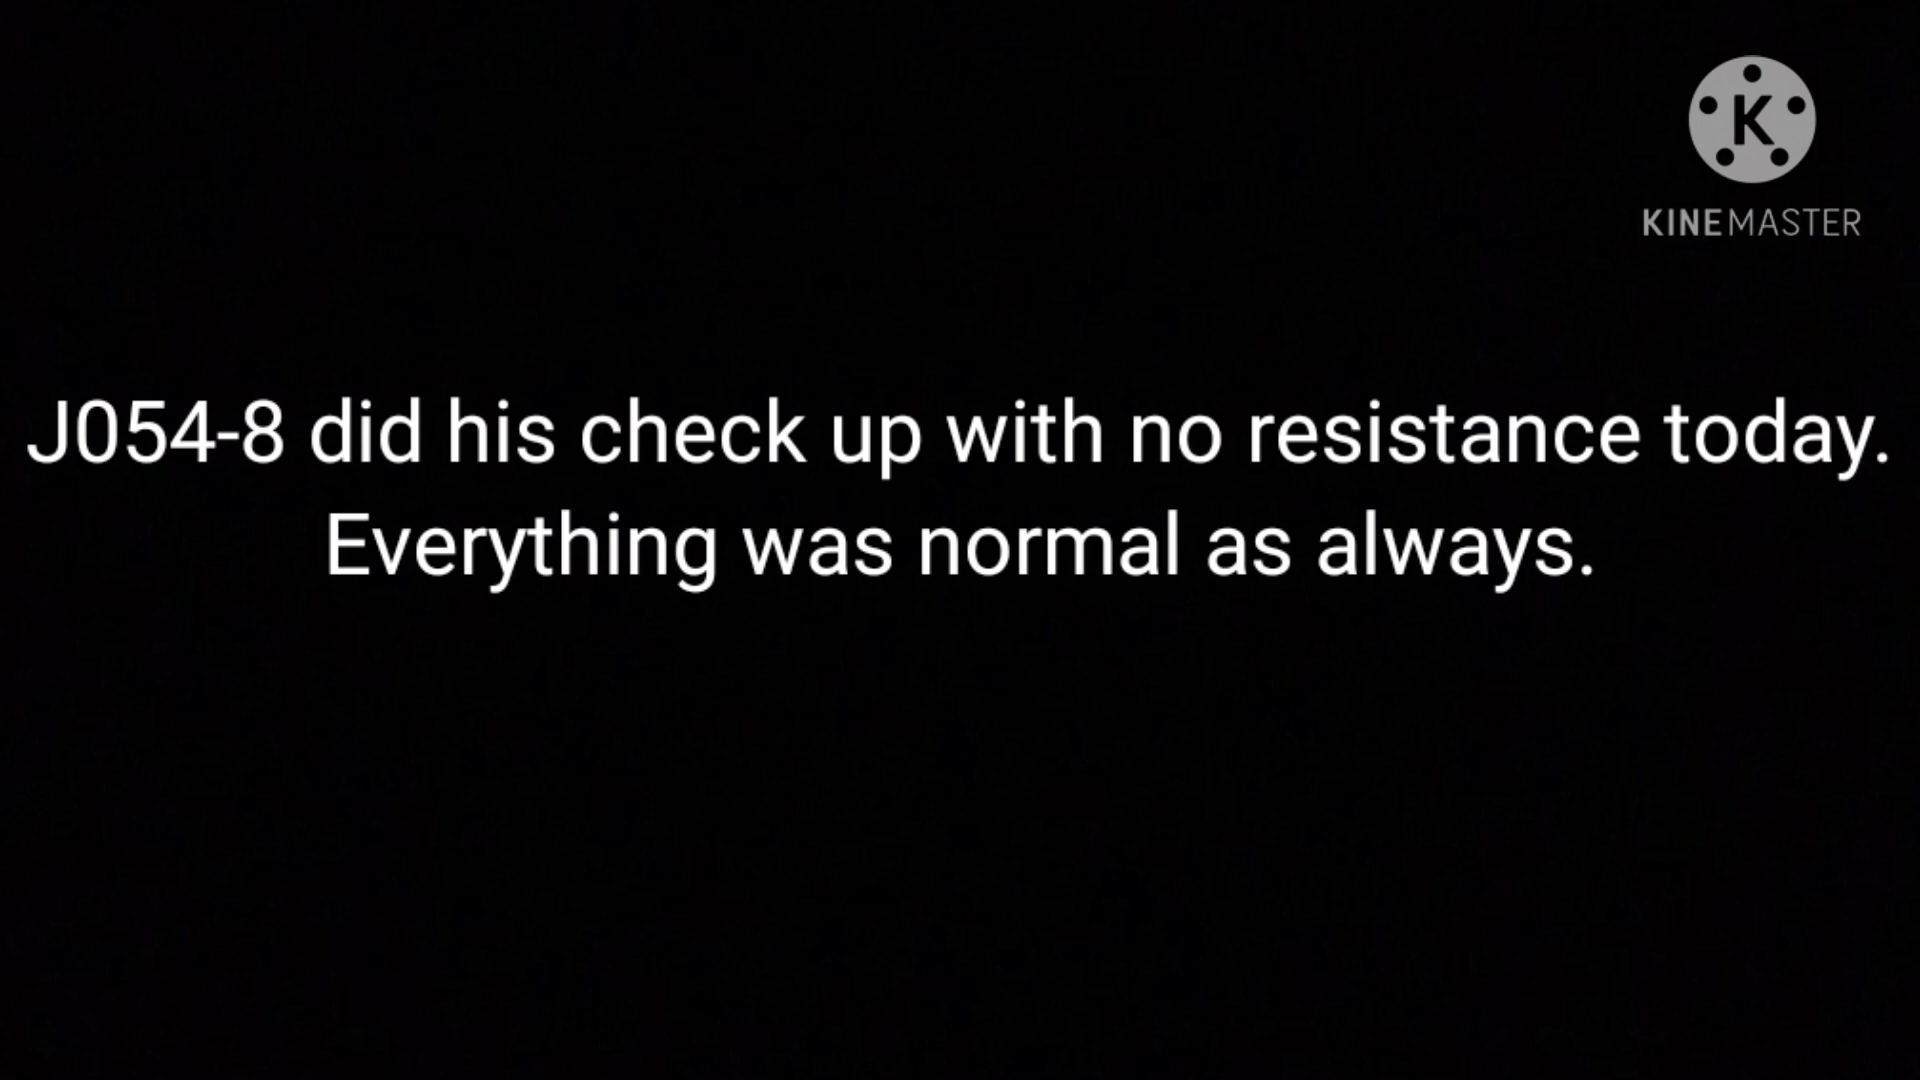 K
KINEMASTER
J054-8 did his check up with no resistance today.
Everything was normal as always.